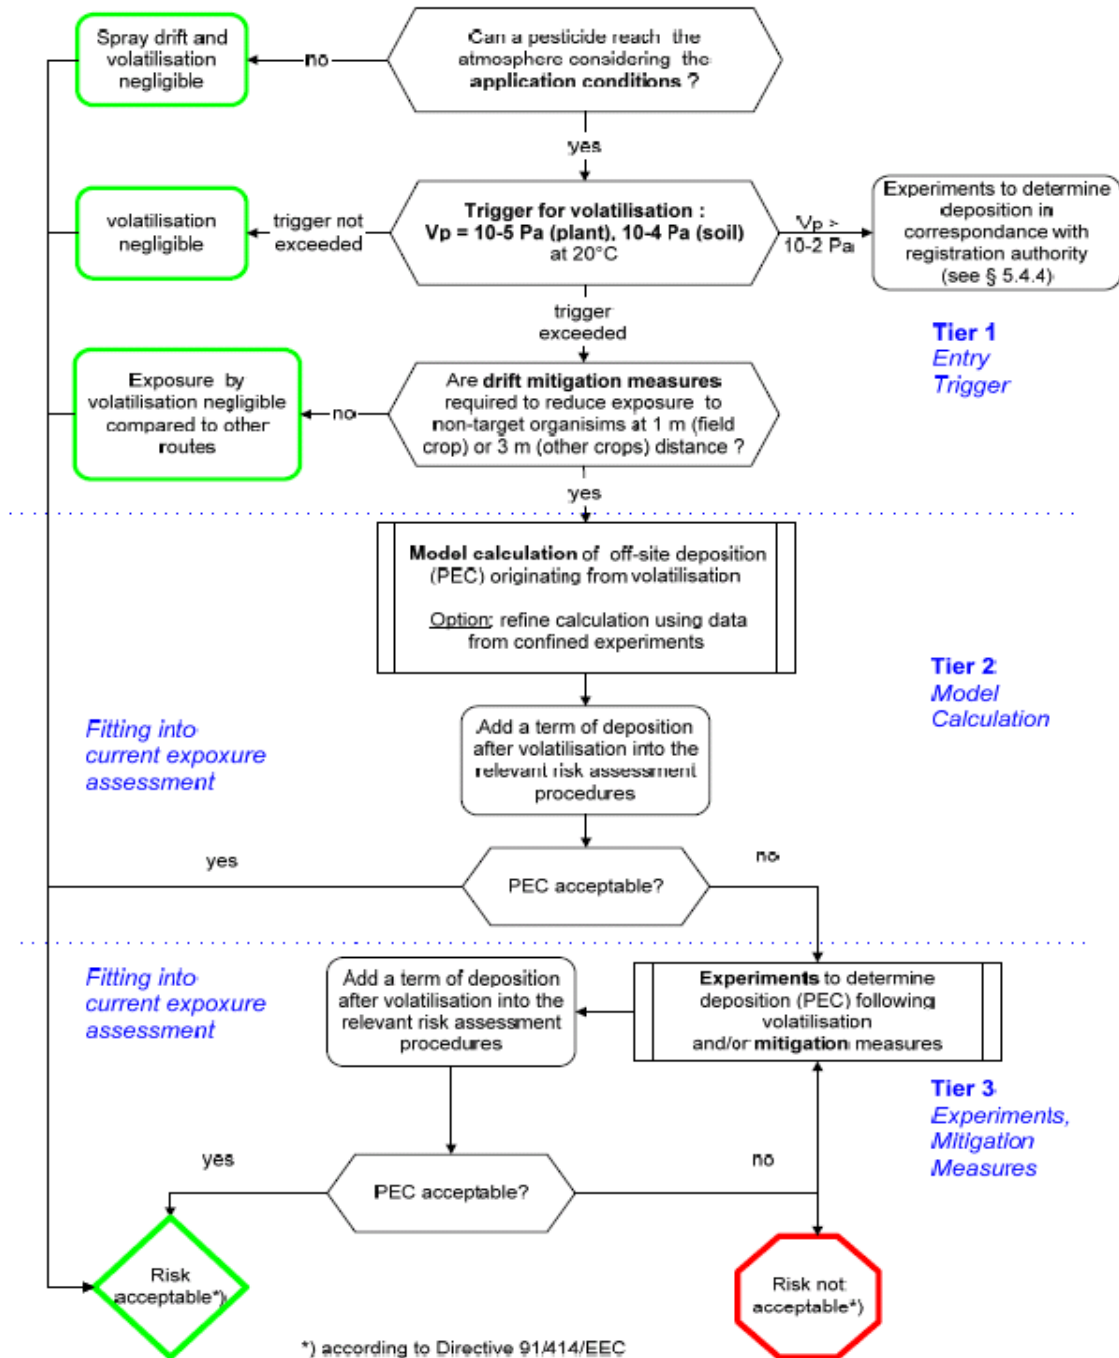 Spray drift and
volatilisation
negligible
no
Can a pesticide reach the
atmosphere considering the
application conditions ?
yes
volatilisation
negligible
trigger not
exceeded
Trigger for volatilisation :
Vp = 10-5 Pa (plant), 10-4 Pa (soil)
at 20°C
Vp >
10-2 Pa
Experiments to determine
deposition in
correspondance with
registration authority
(see § 5.4.4)
trigger
exceeded
Tier 1
Entry
Trigger
Exposure by
volatilisation negligible
compared to other
routes
no
Are drift mitigation measures
required to reduce exposure to
non-target organisims at 1 m (field
crop) or 3 m (other crops) distance ?
yes
Model calculation of off-site deposition
(PEC) originating from volatilisation
Option: refine calculation using data
from confined experiments
Tier 2
Model
Calculation
Fitting into
current expoxure
assessment
Add a term of deposition
after volatilisation into the
relevant risk assessment
procedures
yes
PEC acceptable?
no
Fitting into
current expoxure
assessment
Add a term of deposition
after volatilisation into the
relevant risk assessment
procedures
Experiments to determine
deposition (PEC) following
volatilisation
and/or mitigation measures
Tier 3
Experiments,
Mitigation
Measures
yes
PEC acceptable?
no
Risk
acceptable*)
Risk not
acceptable*)
*) according to Directive 91/414/EEC